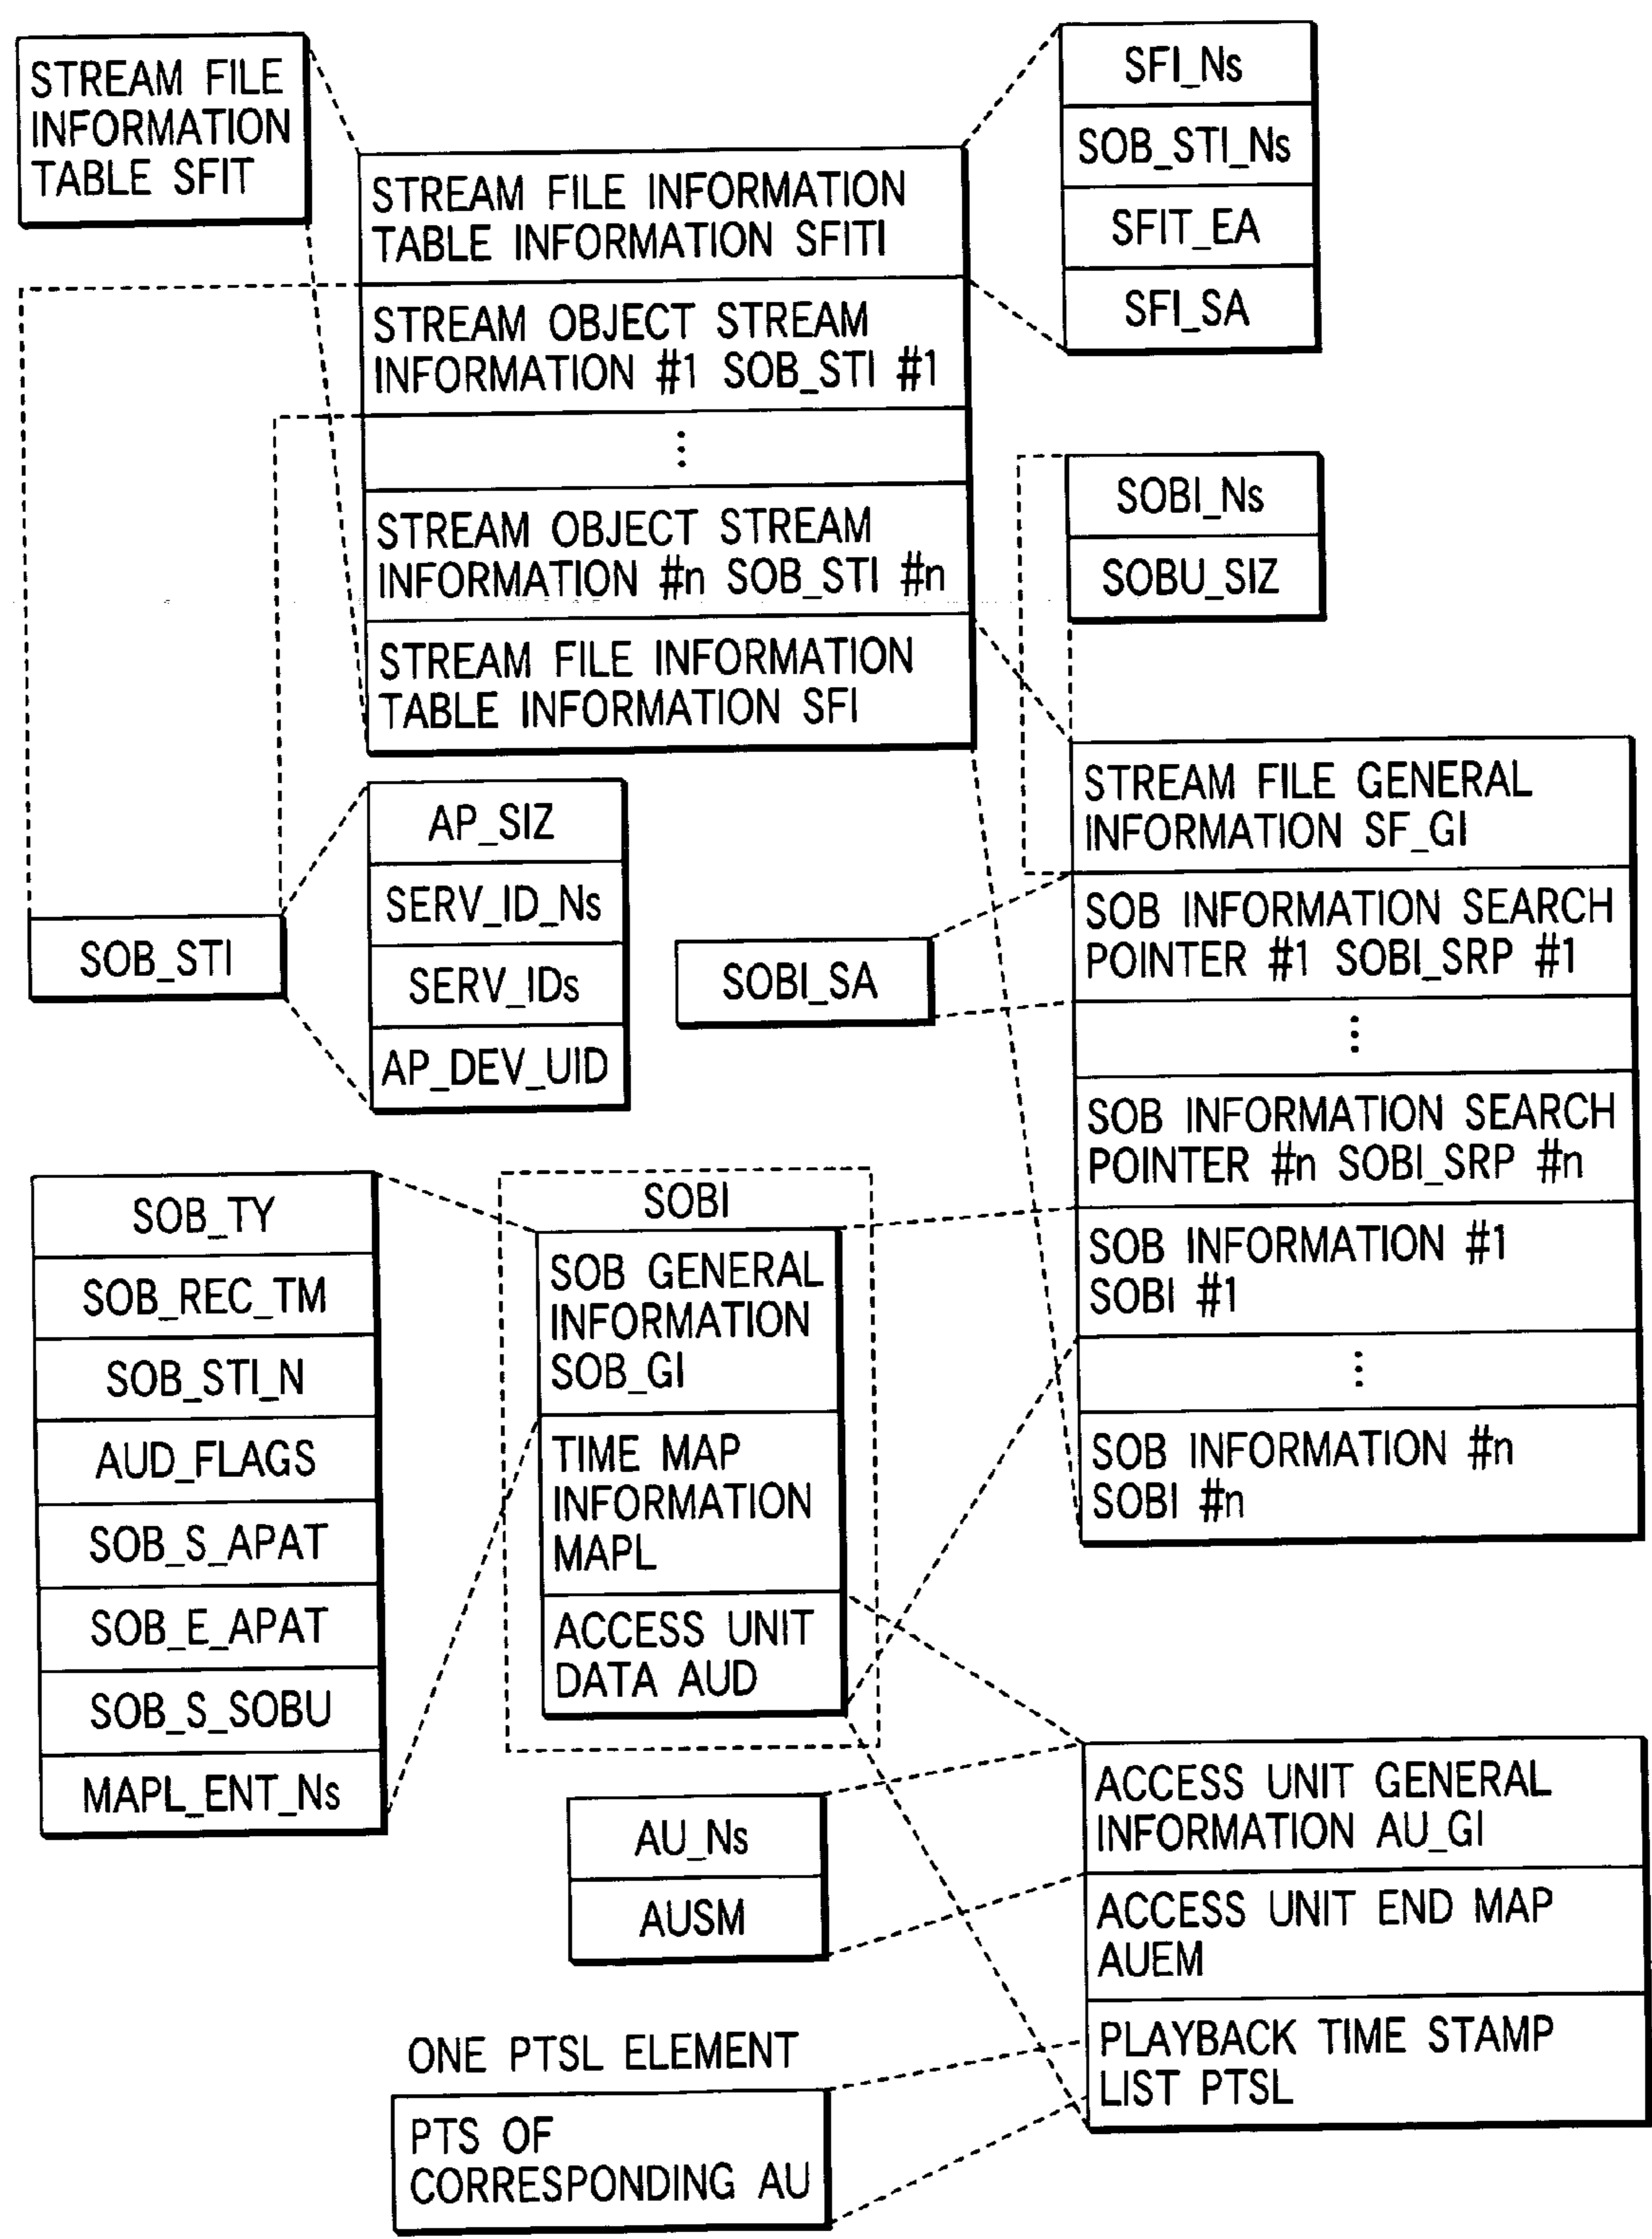 STREAM FILE
INFORMATION
TABLE SFIT
STREAM FILE INFORMATION
TABLE INFORMATION SFITI
STREAM OBJECT STREAM
INFORMATION #1 SOB_STI #1
⋮
STREAM OBJECT STREAM
INFORMATION #n SOB_STI #n
STREAM FILE INFORMATION
TABLE INFORMATION SFI
SFI_Ns
SOB_STI_Ns
SFIT_EA
SFI_SA
SOBI_Ns
SOBU_SIZ
STREAM FILE GENERAL
INFORMATION SF_GI
SOB INFORMATION SEARCH
POINTER #1 SOBI_SRP #1
⋮
SOB INFORMATION SEARCH
POINTER #n SOBI_SRP #n
SOB INFORMATION #1
SOBI #1
⋮
SOB INFORMATION #n
SOBI #n
SOB_STI
AP_SIZ
SERV_ID_Ns
SERV_IDs
AP_DEV_UID
SOBI_SA
SOB_TY
SOB_REC_TM
SOB_STI_N
AUD_FLAGS
SOB_S_APAT
SOB_E_APAT
SOB_S_SOBU
MAPL_ENT_Ns
SOBI
SOB GENERAL
INFORMATION
SOB_GI
TIME MAP
INFORMATION
MAPL
ACCESS UNIT
DATA AUD
AU_Ns
AUSM
ACCESS UNIT GENERAL
INFORMATION AU_GI
ACCESS UNIT END MAP
AUEM
PLAYBACK TIME STAMP
LIST PTSL
ONE PTSL ELEMENT
PTS OF
CORRESPONDING AU